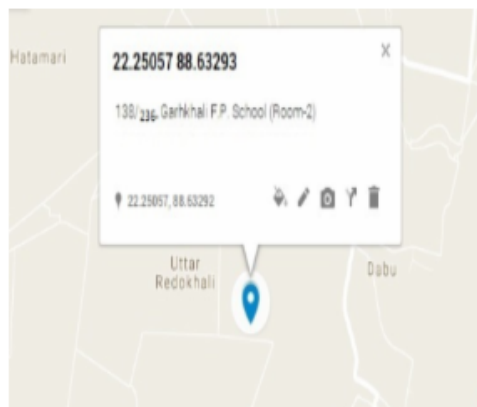 Hatamari
22.25057 88.63293
138/236- Garhkhali F.P. School (Room-2)
22.25057, 88.63292
Uttar
Redokhali
Dabu